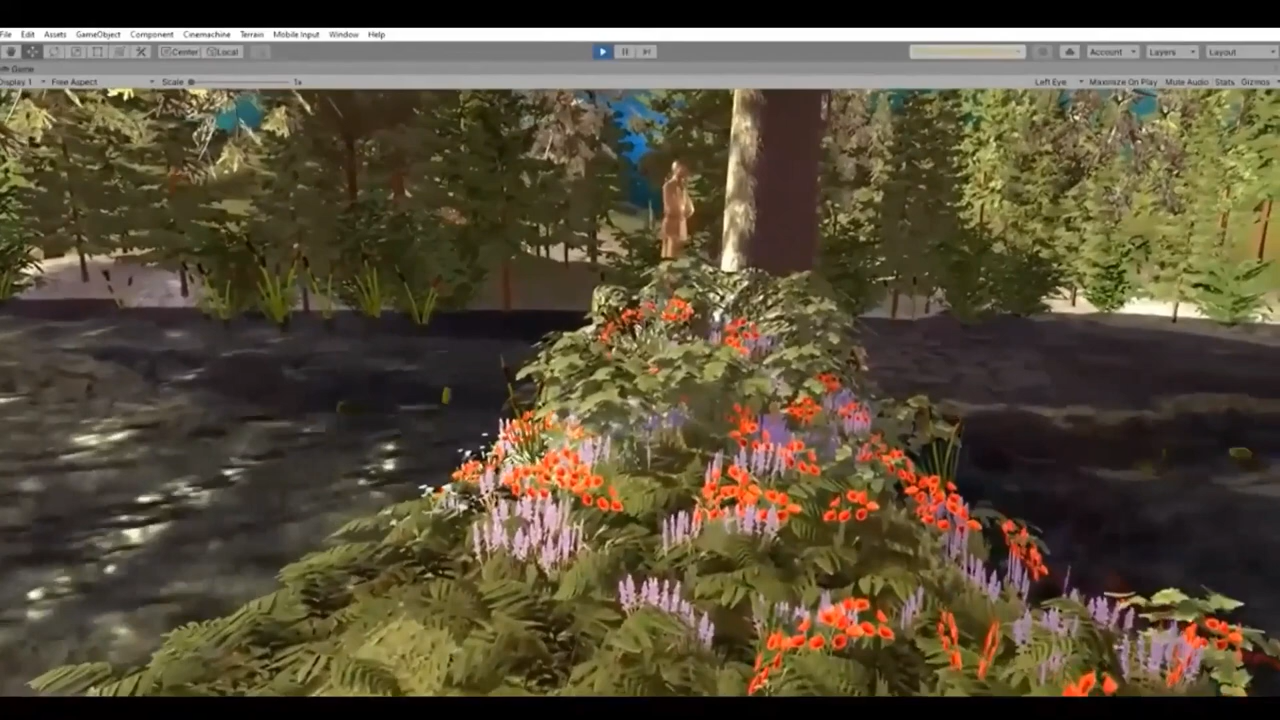 File Edit Assets GameObject Component Cinemachine Terrain Mobile Input Window Help
Center Local Account Layers Layout
Game
Display 1 Free Aspect Scale 1x Left Eye Maximize On Play Mute Audio Stats Gizmos